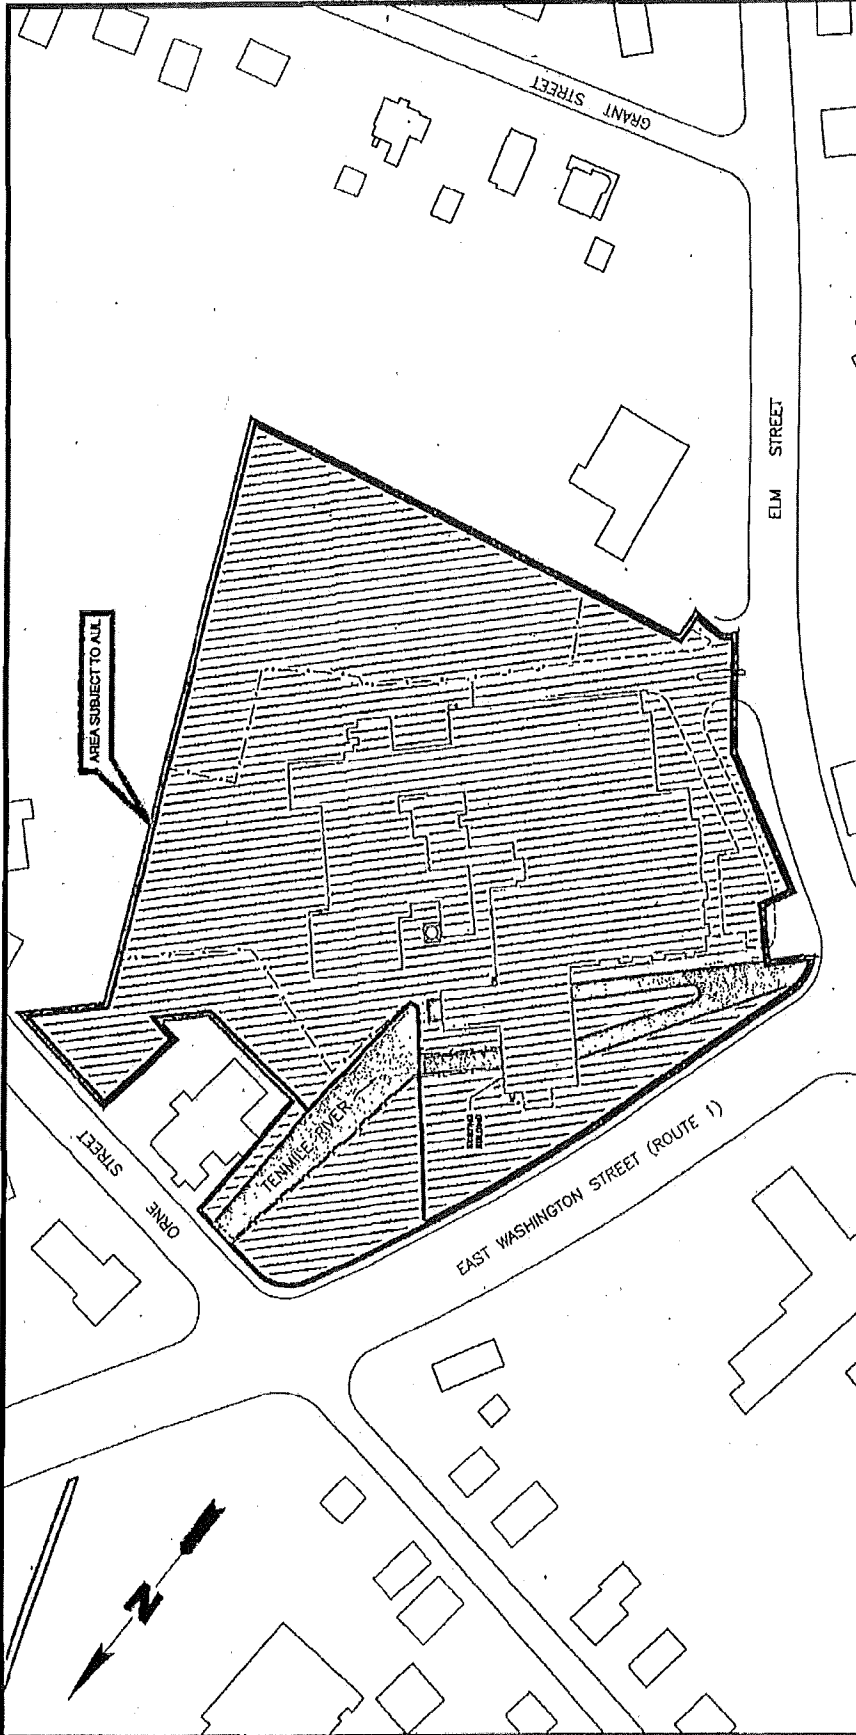 GRANT STREET
ELM STREET
AREA SUBJECT TO AUL
ORNE STREET
TENMILE RIVER
EAST WASHINGTON STREET (ROUTE 1)
N